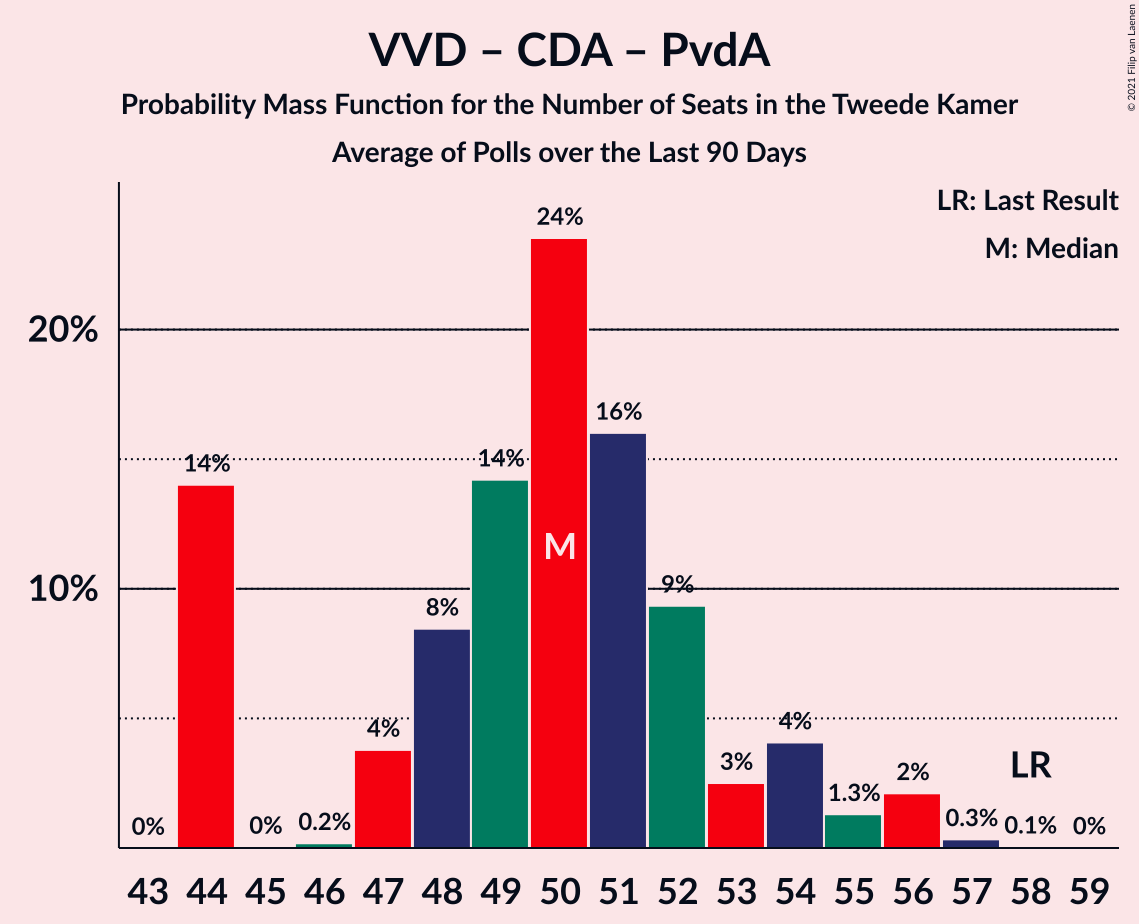 VVD – CDA – PvdA
Probability Mass Function for the Number of Seats in the Tweede Kamer
Average of Polls over the Last 90 Days
© 2021 Filip van Laenen
LR: Last Result
M: Median
20%
10%
0%
14%
0%
0.2%
4%
8%
14%
24%
16%
9%
3%
4%
1.3%
2%
0.3%
0.1%
0%
M
LR
43 44 45 46 47 48 49 50 51 52 53 54 55 56 57 58 59